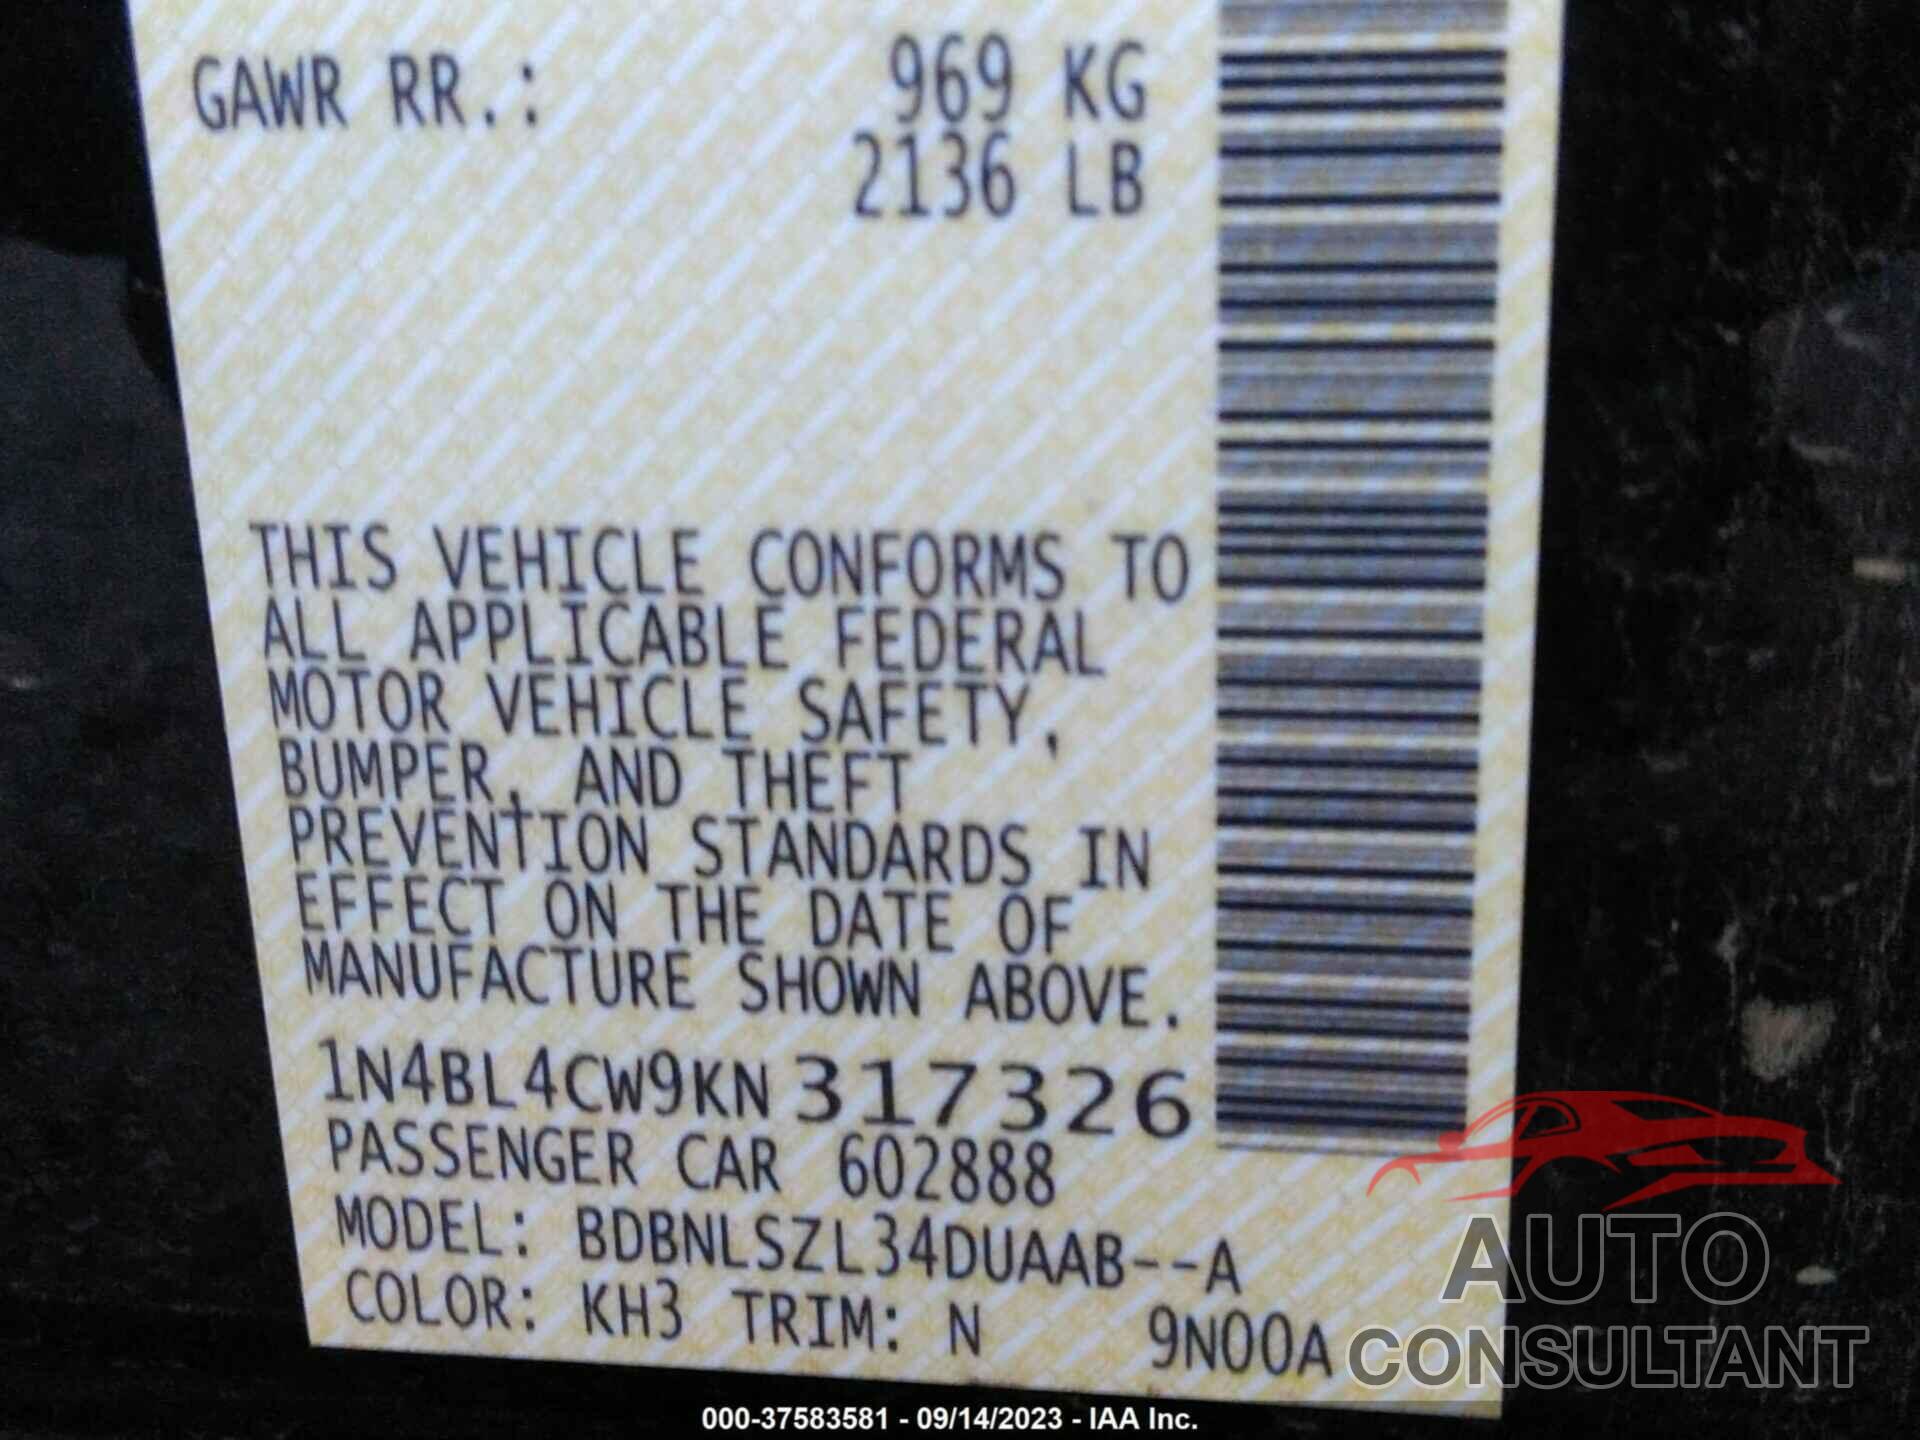 GAWR RR.: 969 KG
2136 LB
THIS VEHICLE CONFORMS TO
ALL APPLICABLE FEDERAL
MOTOR VEHICLE SAFETY,
BUMPER, AND THEFT
PREVENTION STANDARDS IN
EFFECT ON THE DATE OF
MANUFACTURE SHOWN ABOVE.
1N4BL4CW9KN317326
PASSENGER CAR 602888
MODEL: BDBNLSZL34DUAAB--A
COLOR: KH3 TRIM: N 9N00A
AUTO
CONSULTANT
000-37583581 - 09/14/2023 - IAA Inc.